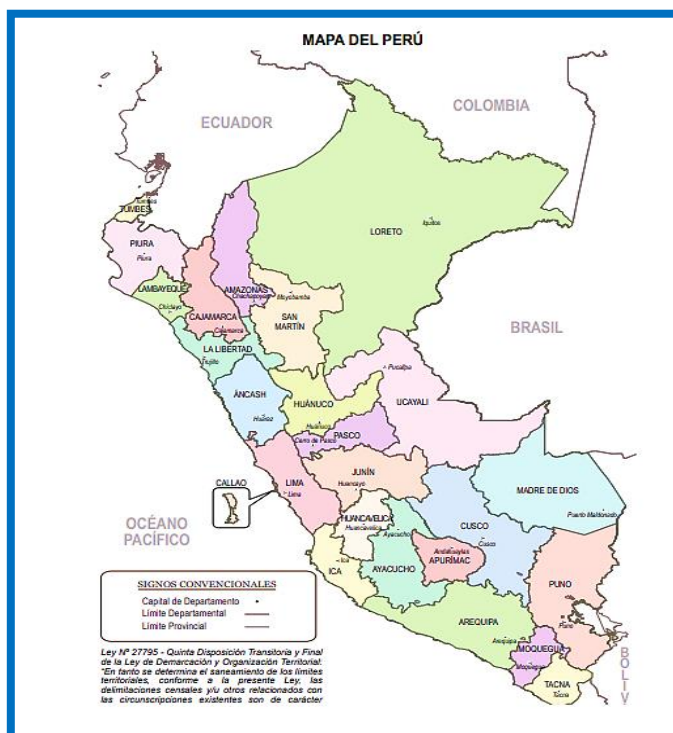 MAPA DEL PERÚ
COLOMBIA
ECUADOR
Tumbes
TUMBES
LORETO
Iquitos
PIURA
Piura
AMAZONAS
Chachapoyas
Moyobamba
LAMBAYEQUE
Chiclayo
CAJAMARCA
Cajamarca
SAN
MARTÍN
BRASIL
LA LIBERTAD
Trujillo
Pucallpa
UCAYALI
ÁNCASH
Huaraz
HUÁNUCO
Huánuco
PASCO
Cerro de Pasco
JUNÍN
Huancayo
CALLAO
LIMA
Lima
MADRE DE DIOS
Puerto Maldonado
OCÉANO
PACÍFICO
HUANCAVELICA
Huancavelica
CUSCO
Cusco
Ayacucho
AYACUCHO
Andahuaylas
APURÍMAC
Ica
ICA
PUNO
Puno
AREQUIPA
Arequipa
MOQUEGUA
Moquegua
TACNA
Tacna
BOLIV
SIGNOS CONVENCIONALES
Capital de Departamento
Límite Departamental
Límite Provincial
Ley Nº 27795 - Quinta Disposición Transitoria y Final
de la Ley de Demarcación y Organización Territorial:
"En tanto se determina el saneamiento de los límites
territoriales, conforme a la presente Ley, las
delimitaciones censales y/u otros relacionados con
las circunscripciones existentes son de carácter